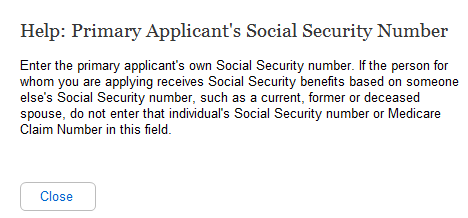 Help: Primary Applicant's Social Security Number
Enter the primary applicant's own Social Security number. If the person for
whom you are applying receives Social Security benefits based on someone
else's Social Security number, such as a current, former or deceased
spouse, do not enter that individual's Social Security number or Medicare
Claim Number in this field.
Close